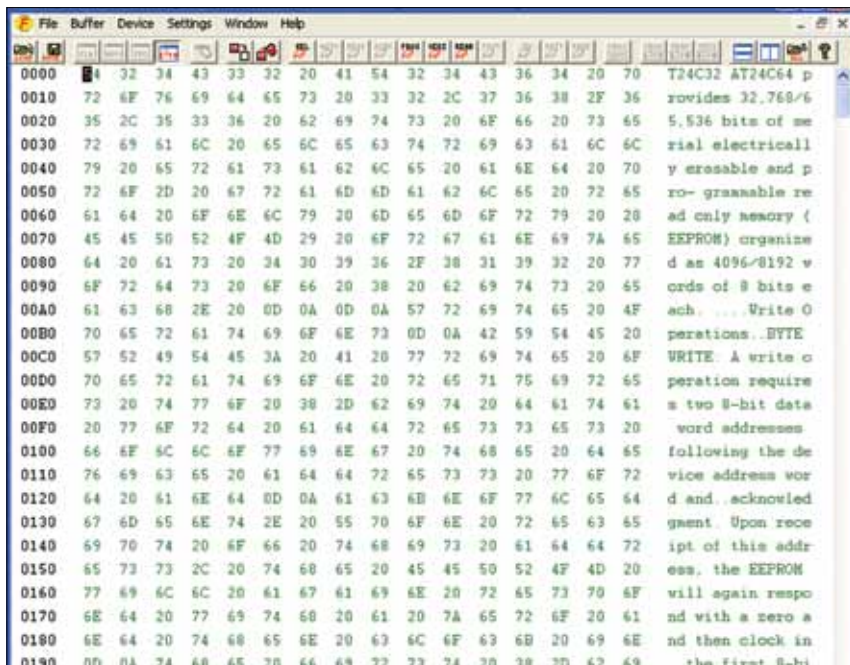 File Buffer Device Settings Window Help
0000 54 32 34 43 33 32 20 41 54 32 34 43 36 34 20 70 T24C32 AT24C64 p
0010 72 6F 76 69 64 65 73 20 33 32 2C 37 36 38 2F 36 rovides 32,768/6
0020 35 2C 35 33 36 20 62 69 74 73 20 6F 66 20 73 65 5,536 bits of se
0030 72 69 61 6C 20 65 6C 65 63 74 72 69 63 61 6C 6C rial electricall
0040 79 20 65 72 61 73 61 62 6C 65 20 61 6E 64 20 70 y erasable and p
0050 72 6F 2D 20 67 72 61 6D 6D 61 62 6C 65 20 72 65 ro- grammable re
0060 61 64 20 6F 6E 6C 79 20 6D 65 6D 6F 72 79 20 28 ad only memory (
0070 45 45 50 52 4F 4D 29 20 6F 72 67 61 6E 69 7A 65 EEPROM) organize
0080 64 20 61 73 20 34 30 39 36 2F 38 31 39 32 20 77 d as 4096/8192 w
0090 6F 72 64 73 20 6F 66 20 38 20 62 69 74 73 20 65 ords of 8 bits e
00A0 61 63 68 2E 20 0D 0A 0D 0A 57 72 69 74 65 20 4F ach. .....Write O
00B0 70 65 72 61 74 69 6F 6E 73 0D 0A 42 59 54 45 20 perations..BYTE
00C0 57 52 49 54 45 3A 20 41 20 77 72 69 74 65 20 6F WRITE: A write o
00D0 70 65 72 61 74 69 6F 6E 20 72 65 71 75 69 72 65 peration require
00E0 73 20 74 77 6F 20 38 2D 62 69 74 20 64 61 74 61 s two 8-bit data
00F0 20 77 6F 72 64 20 61 64 64 72 65 73 73 65 73 20 word addresses
0100 66 6F 6C 6C 6F 77 69 6E 67 20 74 68 65 20 64 65 following the de
0110 76 69 63 65 20 61 64 64 72 65 73 73 20 77 6F 72 vice address wor
0120 64 20 61 6E 64 0D 0A 61 63 6B 6E 6F 77 6C 65 64 d and..acknowled
0130 67 6D 65 6E 74 2E 20 55 70 6F 6E 20 72 65 63 65 gment. Upon rece
0140 69 70 74 20 6F 66 20 74 68 69 73 20 61 64 64 72 ipt of this addr
0150 65 73 73 2C 20 74 68 65 20 45 45 50 52 4F 4D 20 ess, the EEPROM
0160 77 69 6C 6C 20 61 67 61 69 6E 20 72 65 73 70 6F will again respo
0170 6E 64 20 77 69 74 68 20 61 20 7A 65 72 6F 20 61 nd with a zero a
0180 6E 64 20 74 68 65 6E 20 63 6C 6F 63 6B 20 69 6E nd then clock in
0190 0D 0A 74 68 65 20 66 69 72 73 74 20 38 2D 62 69 ..the first 8-bi